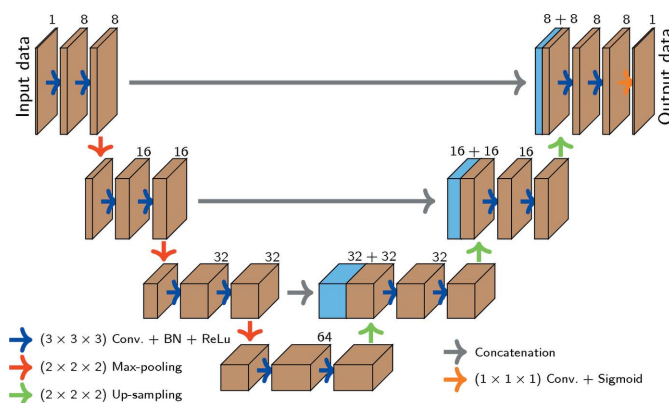 1 8 8
8 + 8 8 8 1
Input data
Output data
16 16
16 + 16 16
32 32
32 + 32 32
64
(3 × 3 × 3) Conv. + BN + ReLu
(2 × 2 × 2) Max-pooling
(2 × 2 × 2) Up-sampling
Concatenation
(1 × 1 × 1) Conv. + Sigmoid